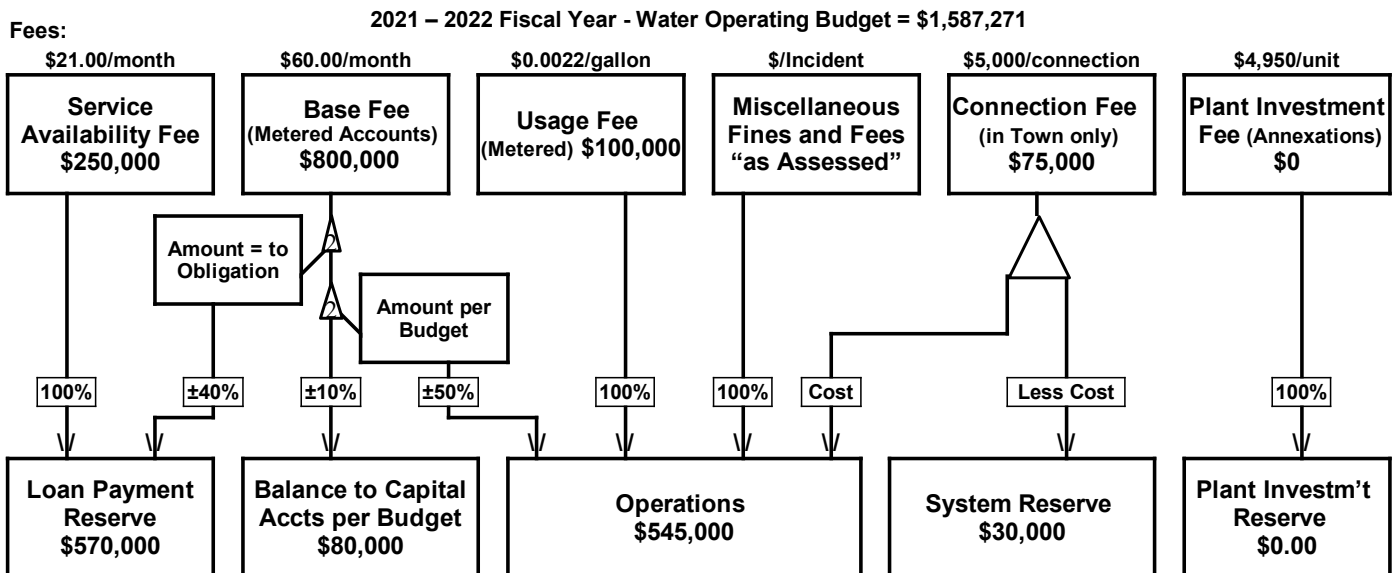 2021 – 2022 Fiscal Year - Water Operating Budget = $1,587,271
Fees:
$21.00/month
$60.00/month
$0.0022/gallon
$/Incident
$5,000/connection
$4,950/unit
Service
Availability Fee
$250,000
Base Fee
(Metered Accounts)
$800,000
Usage Fee
(Metered) $100,000
Miscellaneous
Fines and Fees
“as Assessed”
Connection Fee
(in Town only)
$75,000
Plant Investment
Fee (Annexations)
$0
2
Amount = to
Obligation
2
Amount per
Budget
100%
±40%
±10%
±50%
100%
100%
Cost
Less Cost
100%
Loan Payment
Reserve
$570,000
Balance to Capital
Accts per Budget
$80,000
Operations
$545,000
System Reserve
$30,000
Plant Investm't
Reserve
$0.00